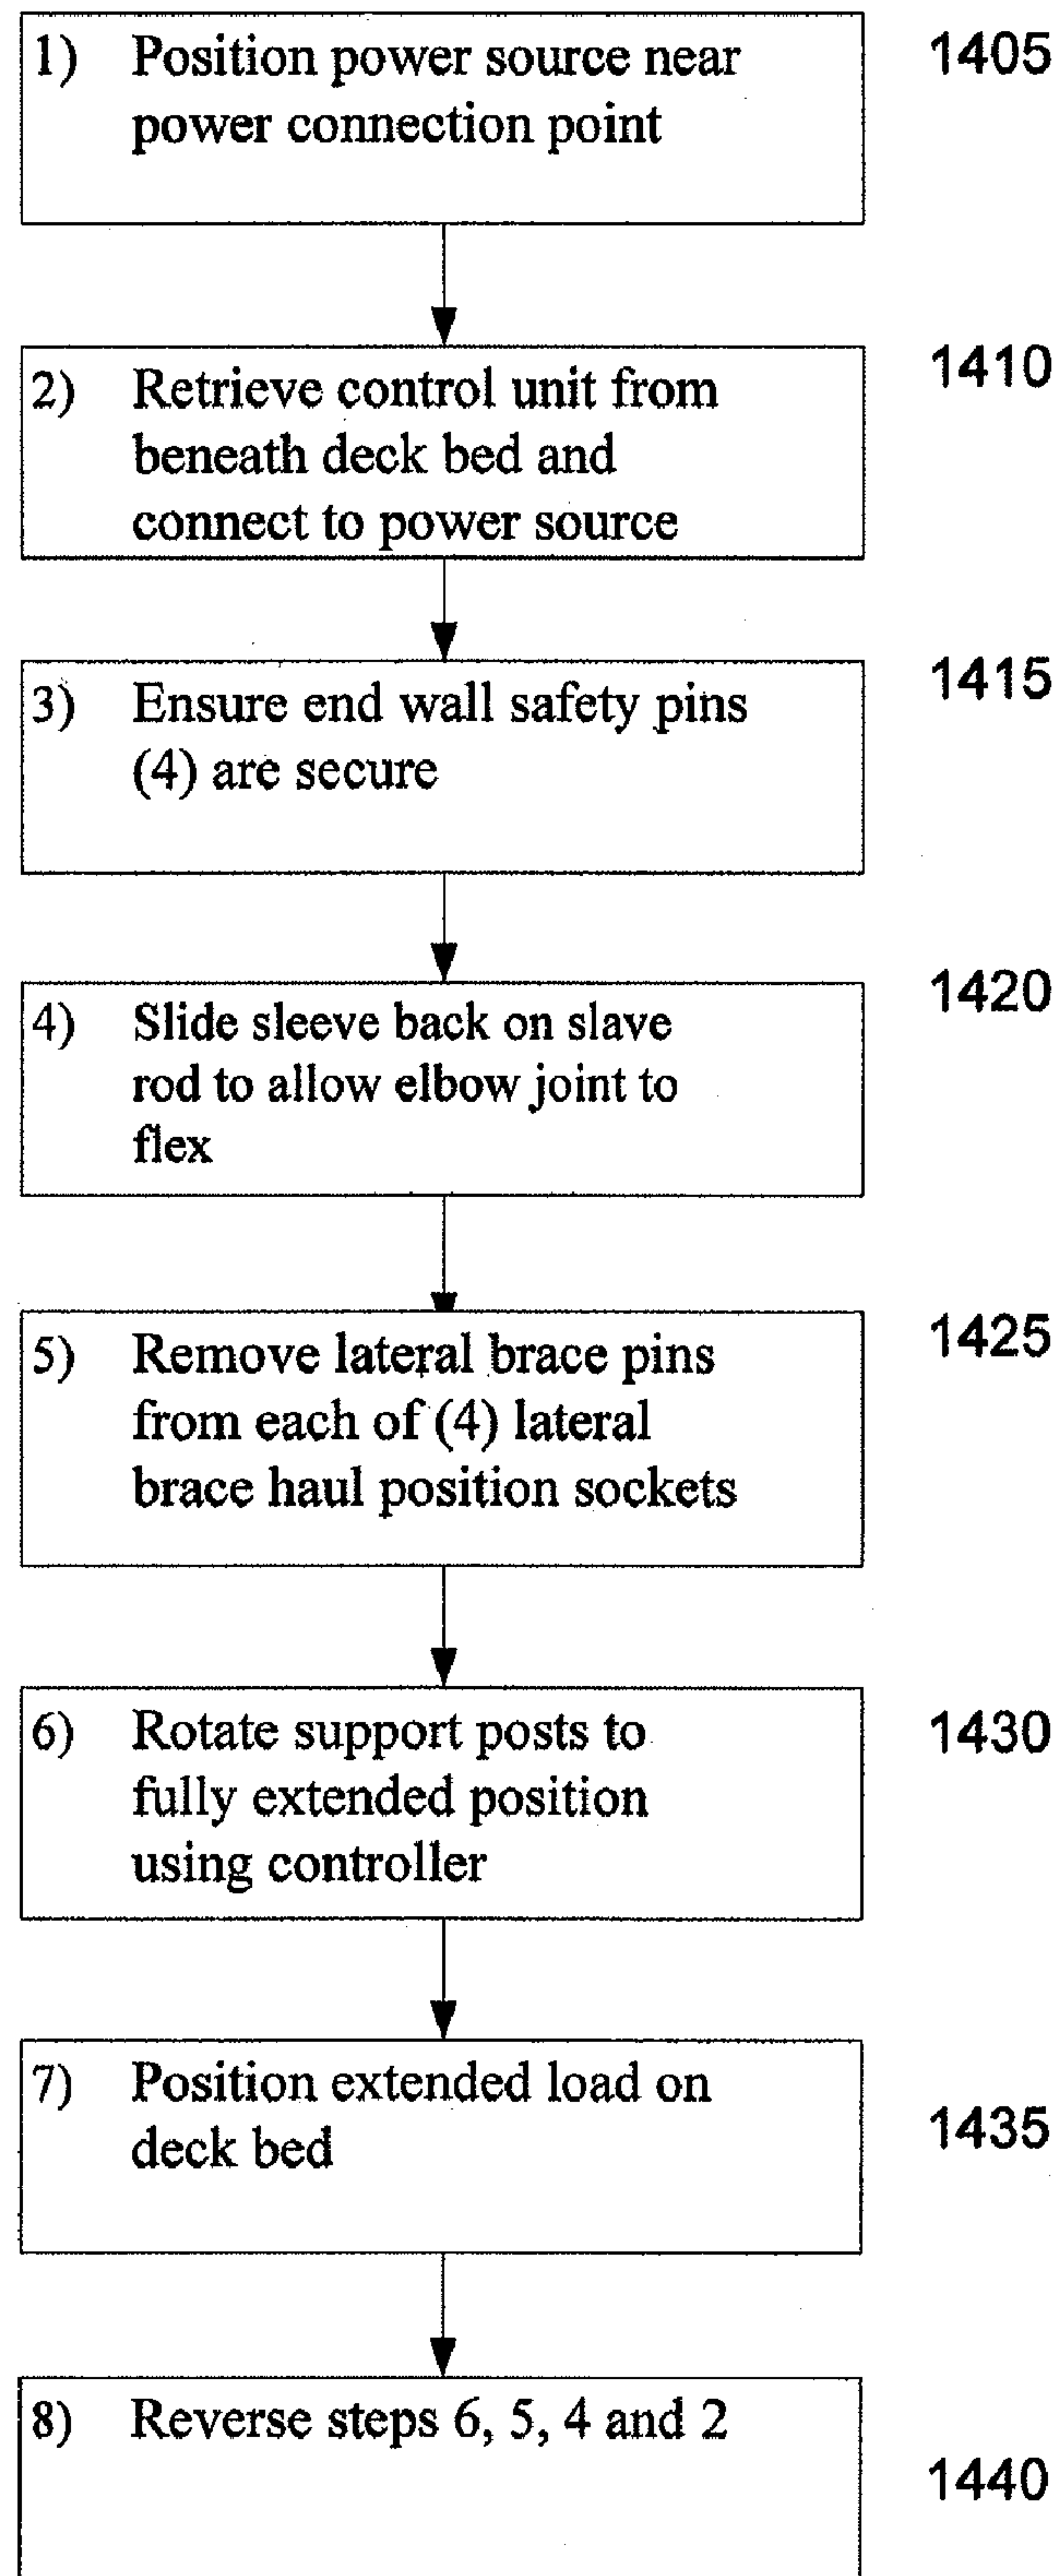 1) Position power source near
power connection point
1405
2) Retrieve control unit from
beneath deck bed and
connect to power source
1410
3) Ensure end wall safety pins
(4) are secure
1415
4) Slide sleeve back on slave
rod to allow elbow joint to
flex
1420
5) Remove lateral brace pins
from each of (4) lateral
brace haul position sockets
1425
6) Rotate support posts to
fully extended position
using controller
1430
7) Position extended load on
deck bed
1435
8) Reverse steps 6, 5, 4 and 2
1440